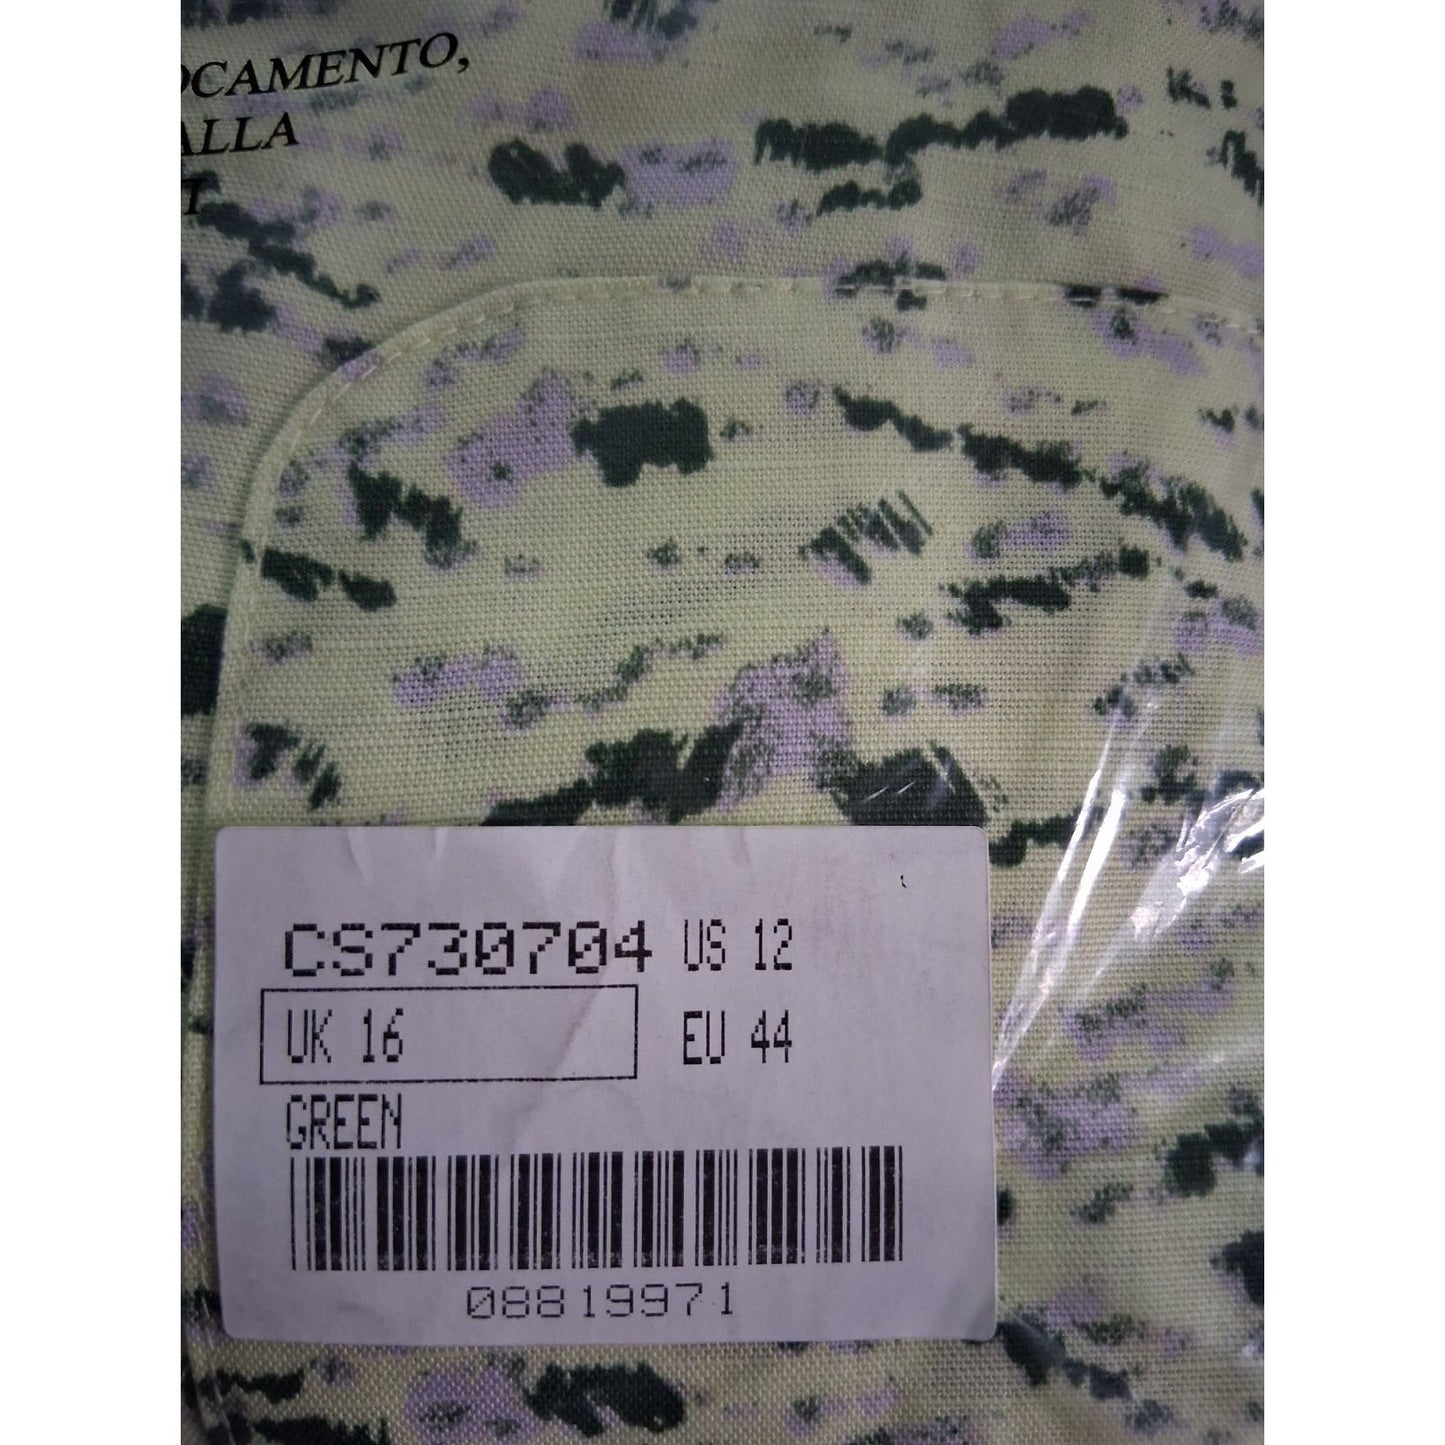 OCAMENTO,
ALLA
T
CS730704 US 12
UK 16 EU 44
GREEN
08819971